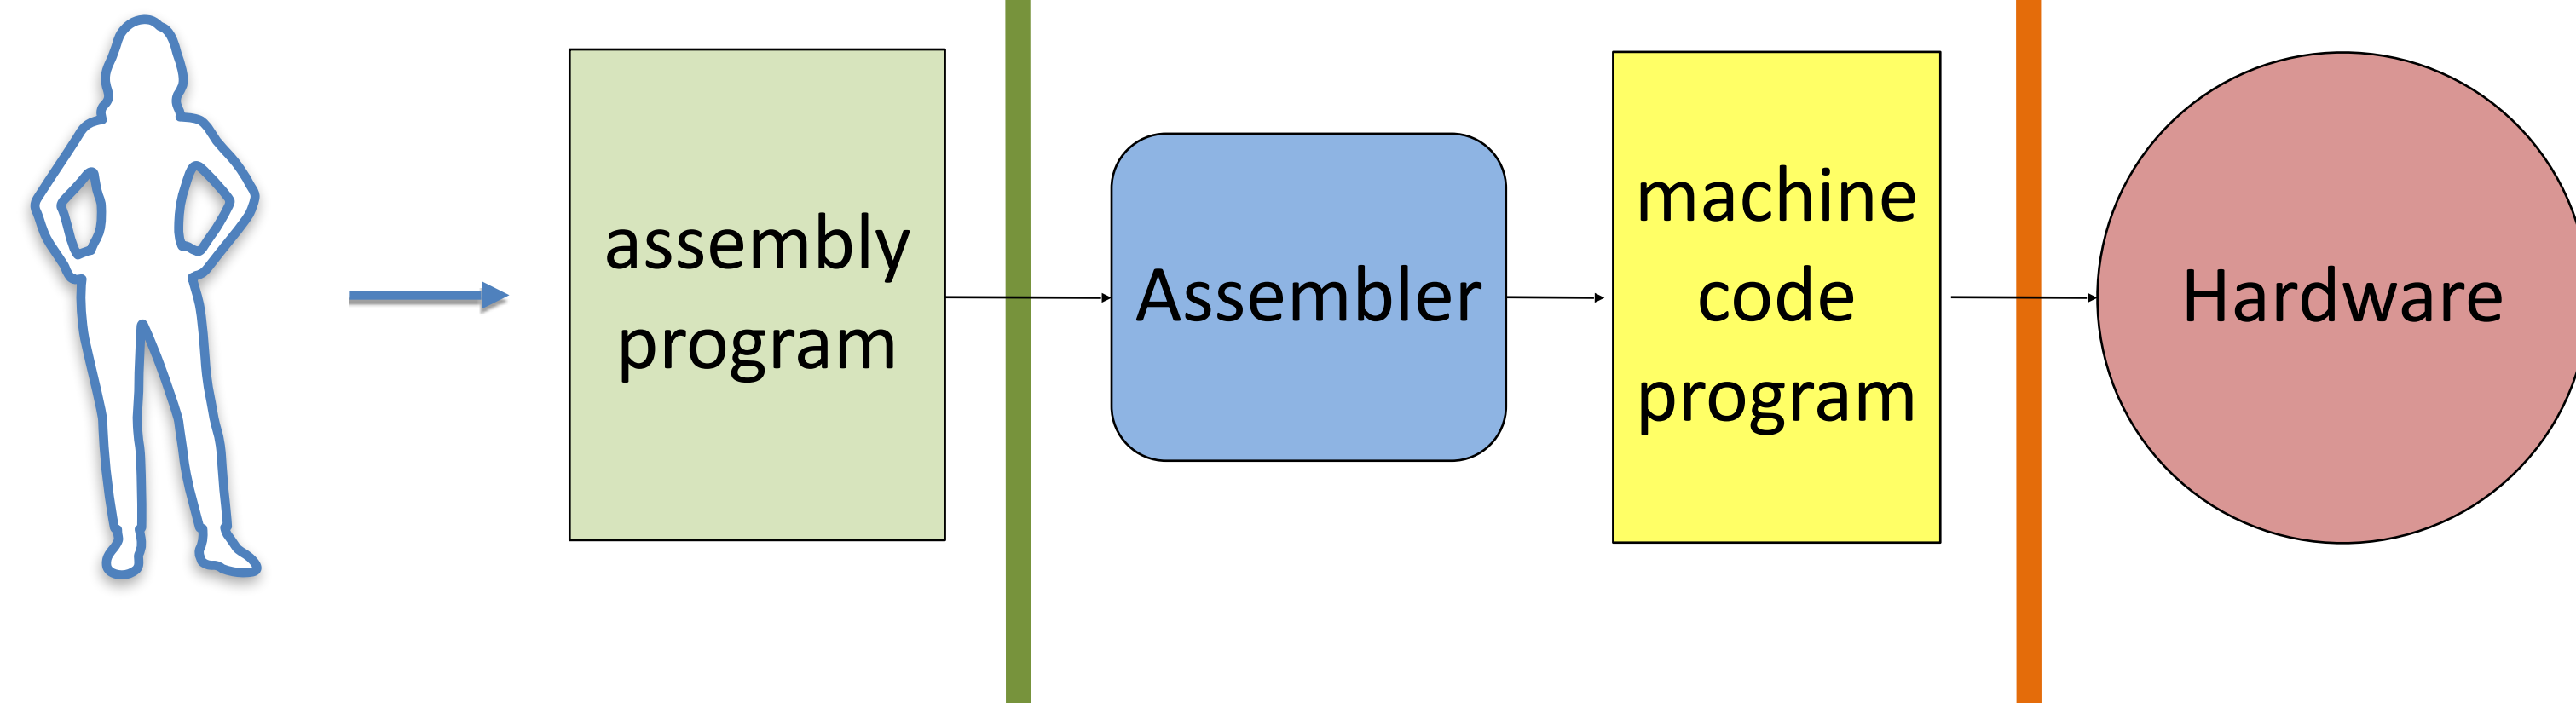 assembly
program
Assembler
machine
code
program
Hardware